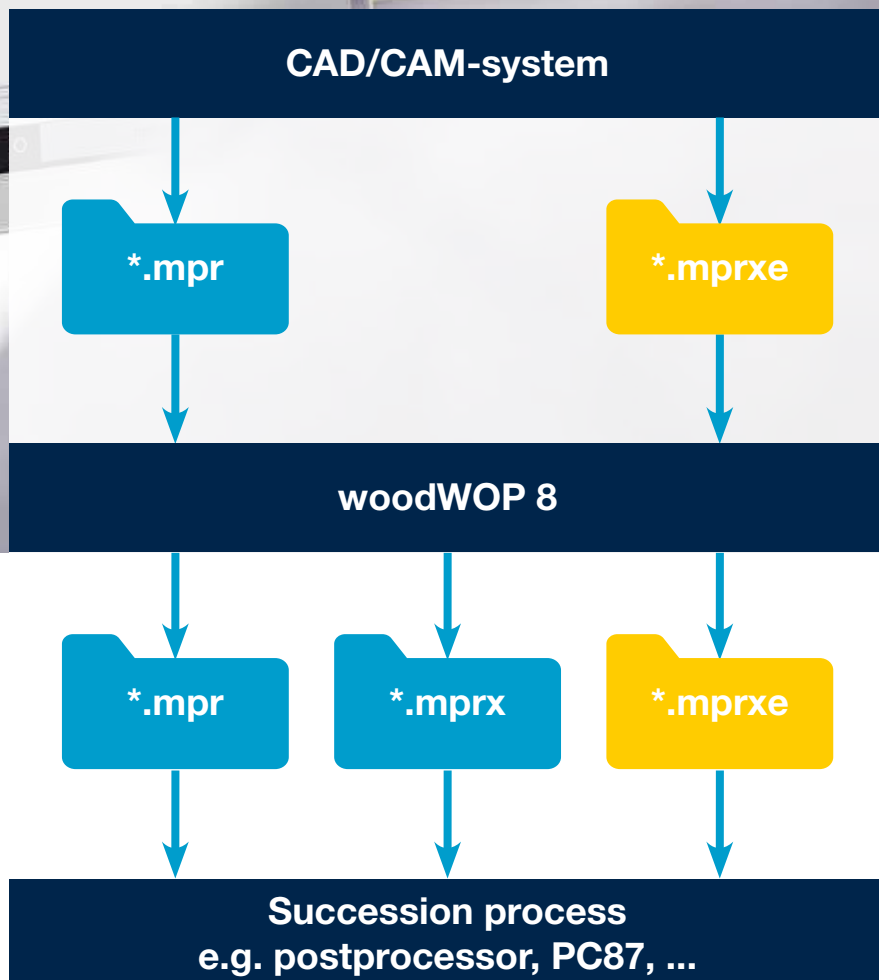 CAD/CAM-system
*.mpr
*.mprxe
woodWOP 8
*.mpr
*.mprx
*.mprxe
Succession process
e.g. postprocessor, PC87, ...